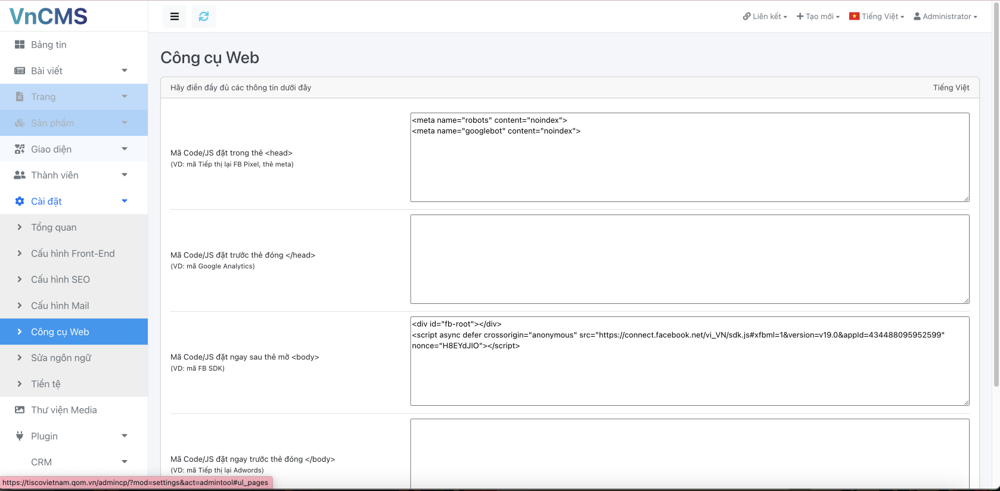 VnCMS
Liên kết
Tạo mới
Tiếng Việt
Administrator
Bảng tin
Bài viết
Trang
Sản phẩm
Giao diện
Thành viên
Cài đặt
Tổng quan
Cấu hình Front-End
Cấu hình SEO
Cấu hình Mail
Công cụ Web
Sửa ngôn ngữ
Tiền tệ
Thư viện Media
Plugin
CRM
Công cụ Web
Hãy điền đầy đủ các thông tin dưới đây
Tiếng Việt
Mã Code/JS đặt trong thẻ <head>
(VD: mã Tiếp thị lại FB Pixel, thẻ meta)
<meta name="robots" content="noindex">
<meta name="googlebot" content="noindex">
Mã Code/JS đặt trước thẻ đóng </head>
(VD: mã Google Analytics)
Mã Code/JS đặt ngay sau thẻ mở <body>
(VD: mã FB SDK)
<div id="fb-root"></div>
<script async defer crossorigin="anonymous" src="https://connect.facebook.net/vi_VN/sdk.js#xfbml=1&version=v19.0&appId=434488095952599"
nonce="H8EYdJIO"></script>
Mã Code/JS đặt ngay trước thẻ đóng </body>
(VD: mã Tiếp thị lại Adwords)
https://tiscovietnam.qom.vn/admincp/?mod=settings&act=admintool#ul_pages